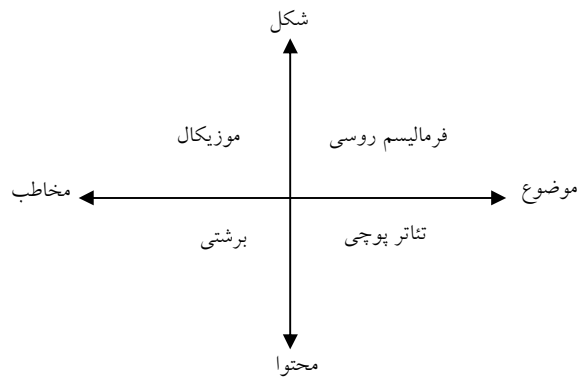 شکل
فرمالیسم روسی
موزیکال
موضوع
مخاطب
تئاتر پوچی
برشتی
محتوا